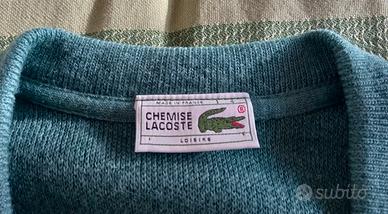 MADE IN FRANCE
CHEMISE
LACOSTE
®
LOISIRS
subito